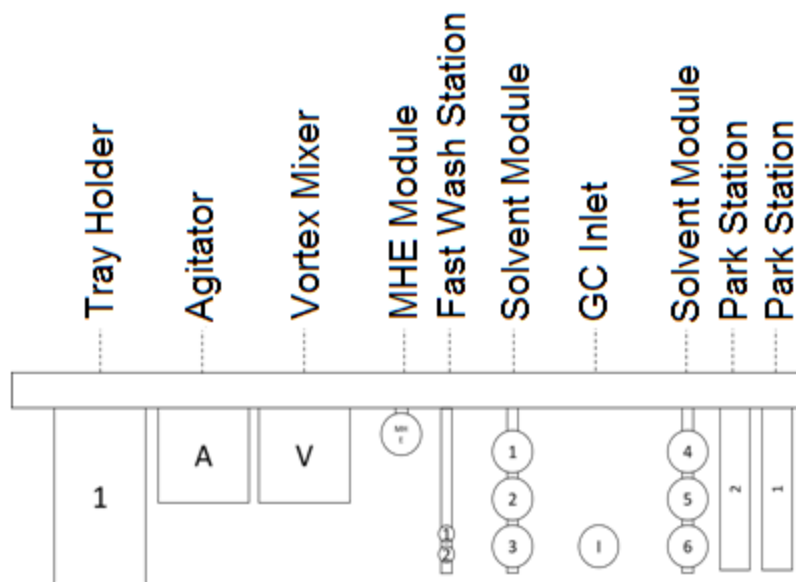 Tray Holder
Agitator
Vortex Mixer
MHE Module
Fast Wash Station
Solvent Module
GC Inlet
Solvent Module
Park Station
Park Station
1
A
V
MH
E
1
2
1
2
3
I
4
5
6
2
1